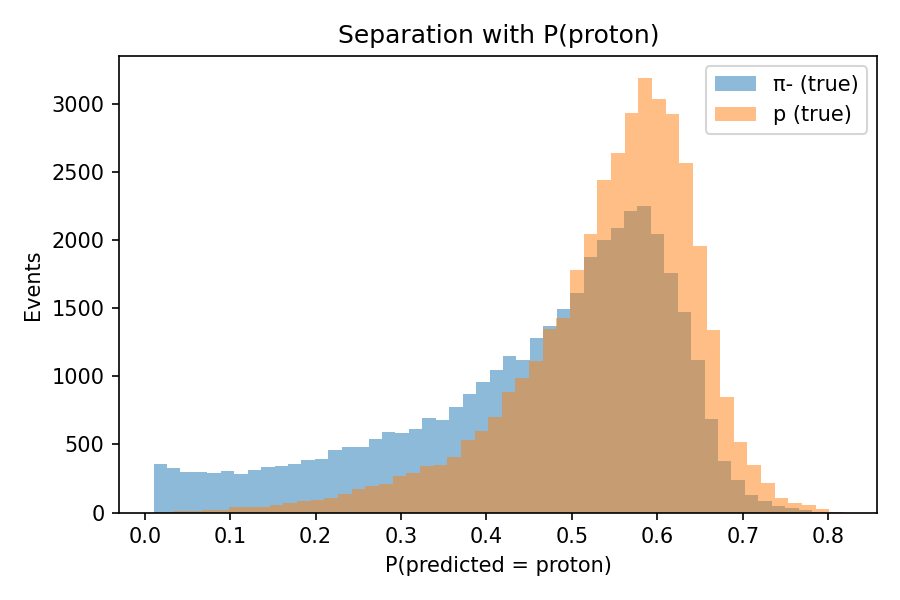 Separation with P(proton)
π- (true)
p (true)
Events
3000
2500
2000
1500
1000
500
0
0.0 0.1 0.2 0.3 0.4 0.5 0.6 0.7 0.8
P(predicted = proton)